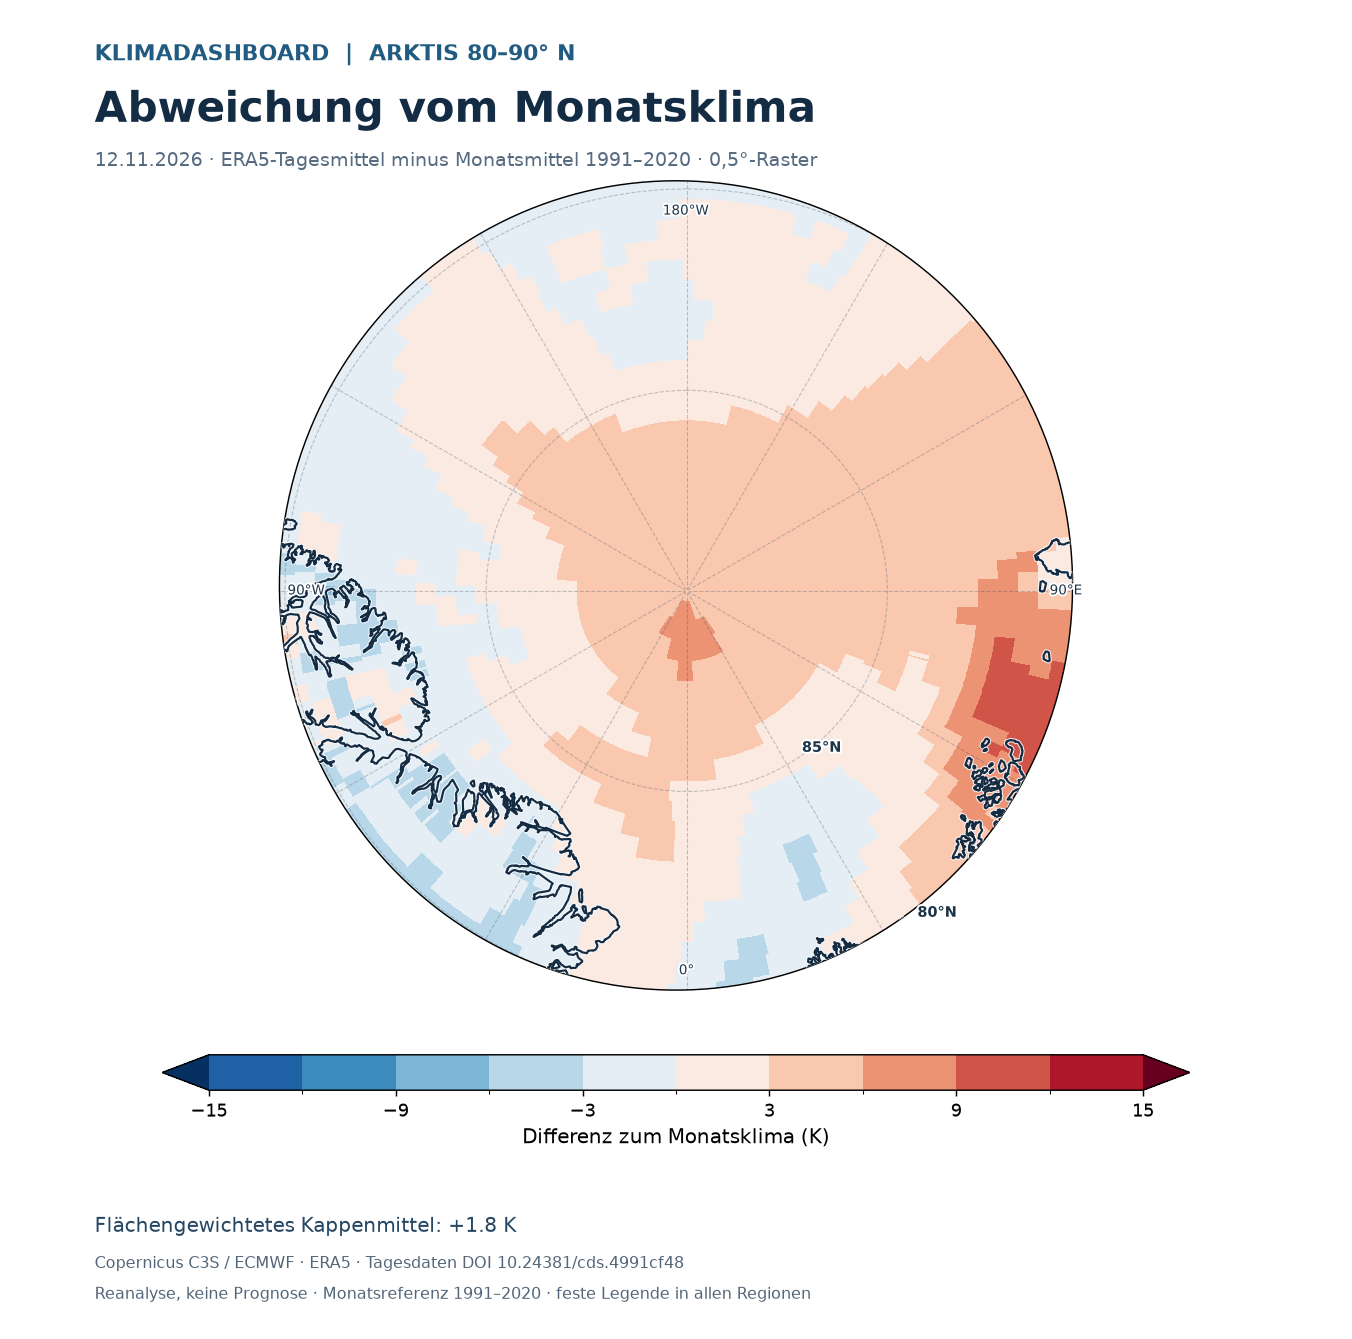 KLIMADASHBOARD | ARKTIS 80–90° N
Abweichung vom Monatsklima
12.11.2026 · ERA5-Tagesmittel minus Monatsmittel 1991–2020 · 0,5°-Raster
180°W
90°W
90°E
85°N
80°N
0°
−15 −9 −3 3 9 15
Differenz zum Monatsklima (K)
Flächengewichtetes Kappenmittel: +1.8 K
Copernicus C3S / ECMWF · ERA5 · Tagesdaten DOI 10.24381/cds.4991cf48
Reanalyse, keine Prognose · Monatsreferenz 1991–2020 · feste Legende in allen Regionen